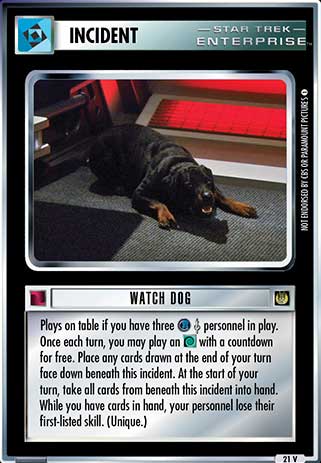 INCIDENT
STAR TREK
ENTERPRISE™
NOT ENDORSED BY CBS OR PARAMOUNT PICTURES
WATCH DOG
Plays on table if you have three personnel in play.
Once each turn, you may play an with a countdown
for free. Place any cards drawn at the end of your turn
face down beneath this incident. At the start of your
turn, take all cards from beneath this incident into hand.
While you have cards in hand, your personnel lose their
first-listed skill. (Unique.)
21 V